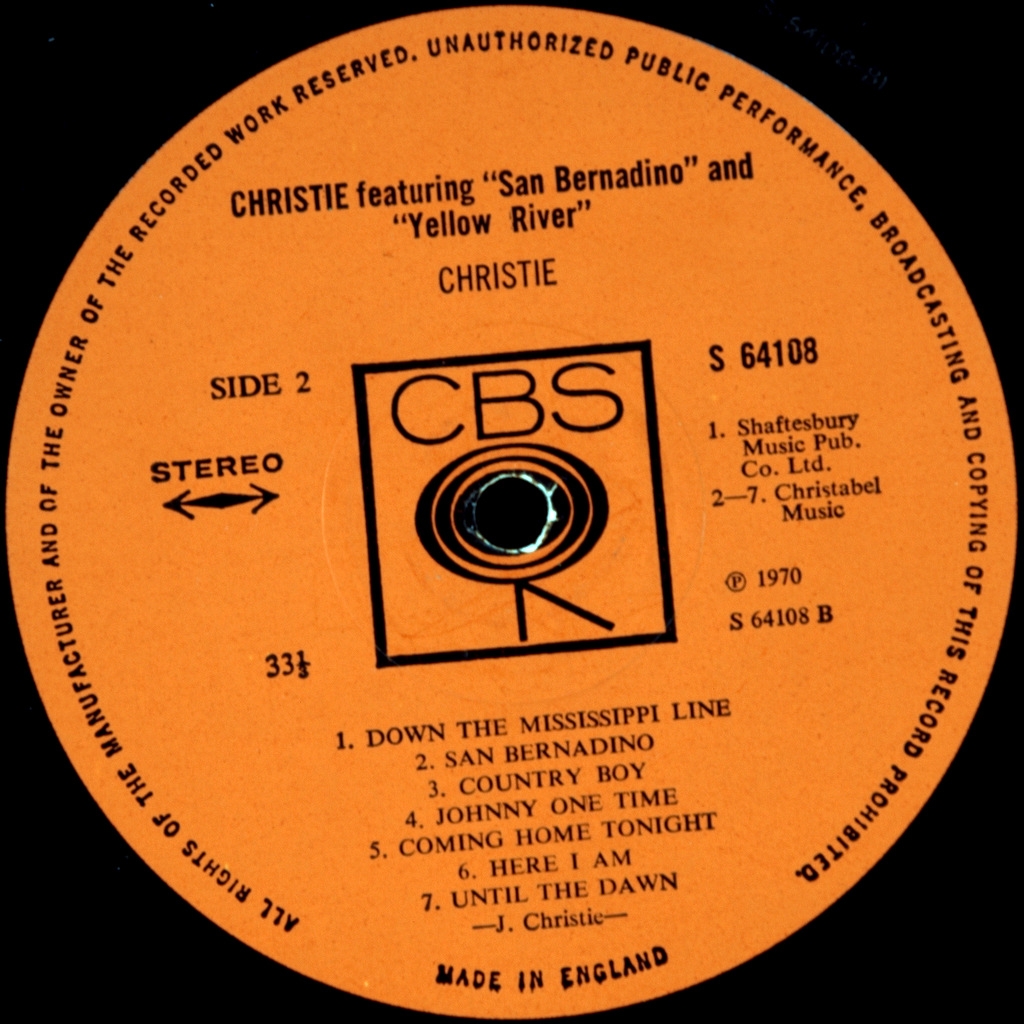 ALL RIGHTS OF THE MANUFACTURER AND OF THE OWNER OF THE RECORDED WORK RESERVED. UNAUTHORIZED PUBLIC PERFORMANCE, BROADCASTING AND COPYING OF THIS RECORD PROHIBITED.
CHRISTIE featuring “San Bernadino” and
“Yellow River”
CHRISTIE
SIDE 2
STEREO
33⅓
CBS
S 64108
1. Shaftesbury
Music Pub.
Co. Ltd.
2—7. Christabel
Music
℗ 1970
S 64108 B
1. DOWN THE MISSISSIPPI LINE
2. SAN BERNADINO
3. COUNTRY BOY
4. JOHNNY ONE TIME
5. COMING HOME TONIGHT
6. HERE I AM
7. UNTIL THE DAWN
—J. Christie—
MADE IN ENGLAND